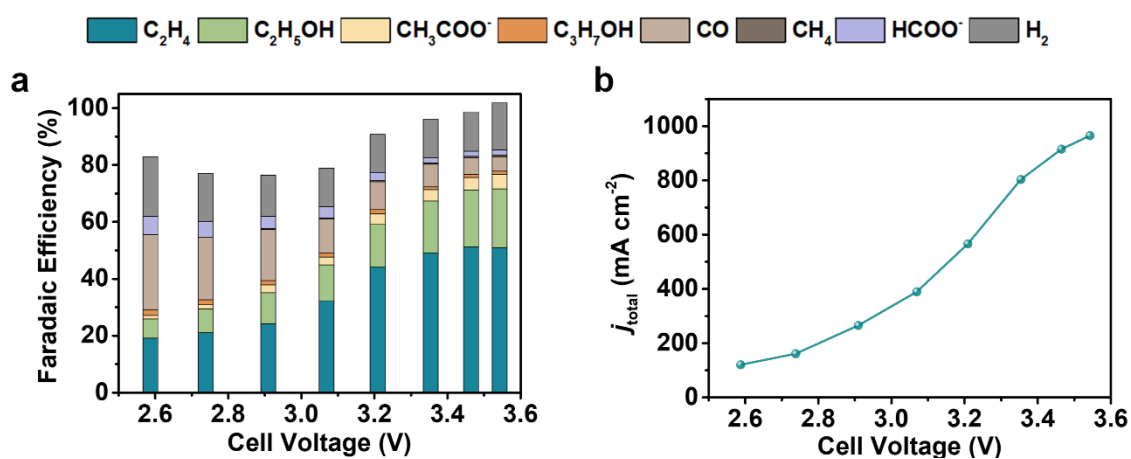 C₂H₄ C₂H₅OH CH₃COO⁻ C₃H₇OH CO CH₄ HCOO⁻ H₂
a
b
Faradaic Efficiency (%)
100
80
60
40
20
0
2.6 2.8 3.0 3.2 3.4 3.6
Cell Voltage (V)
j_total (mA cm⁻²)
1000
800
600
400
200
0
2.6 2.8 3.0 3.2 3.4 3.6
Cell Voltage (V)